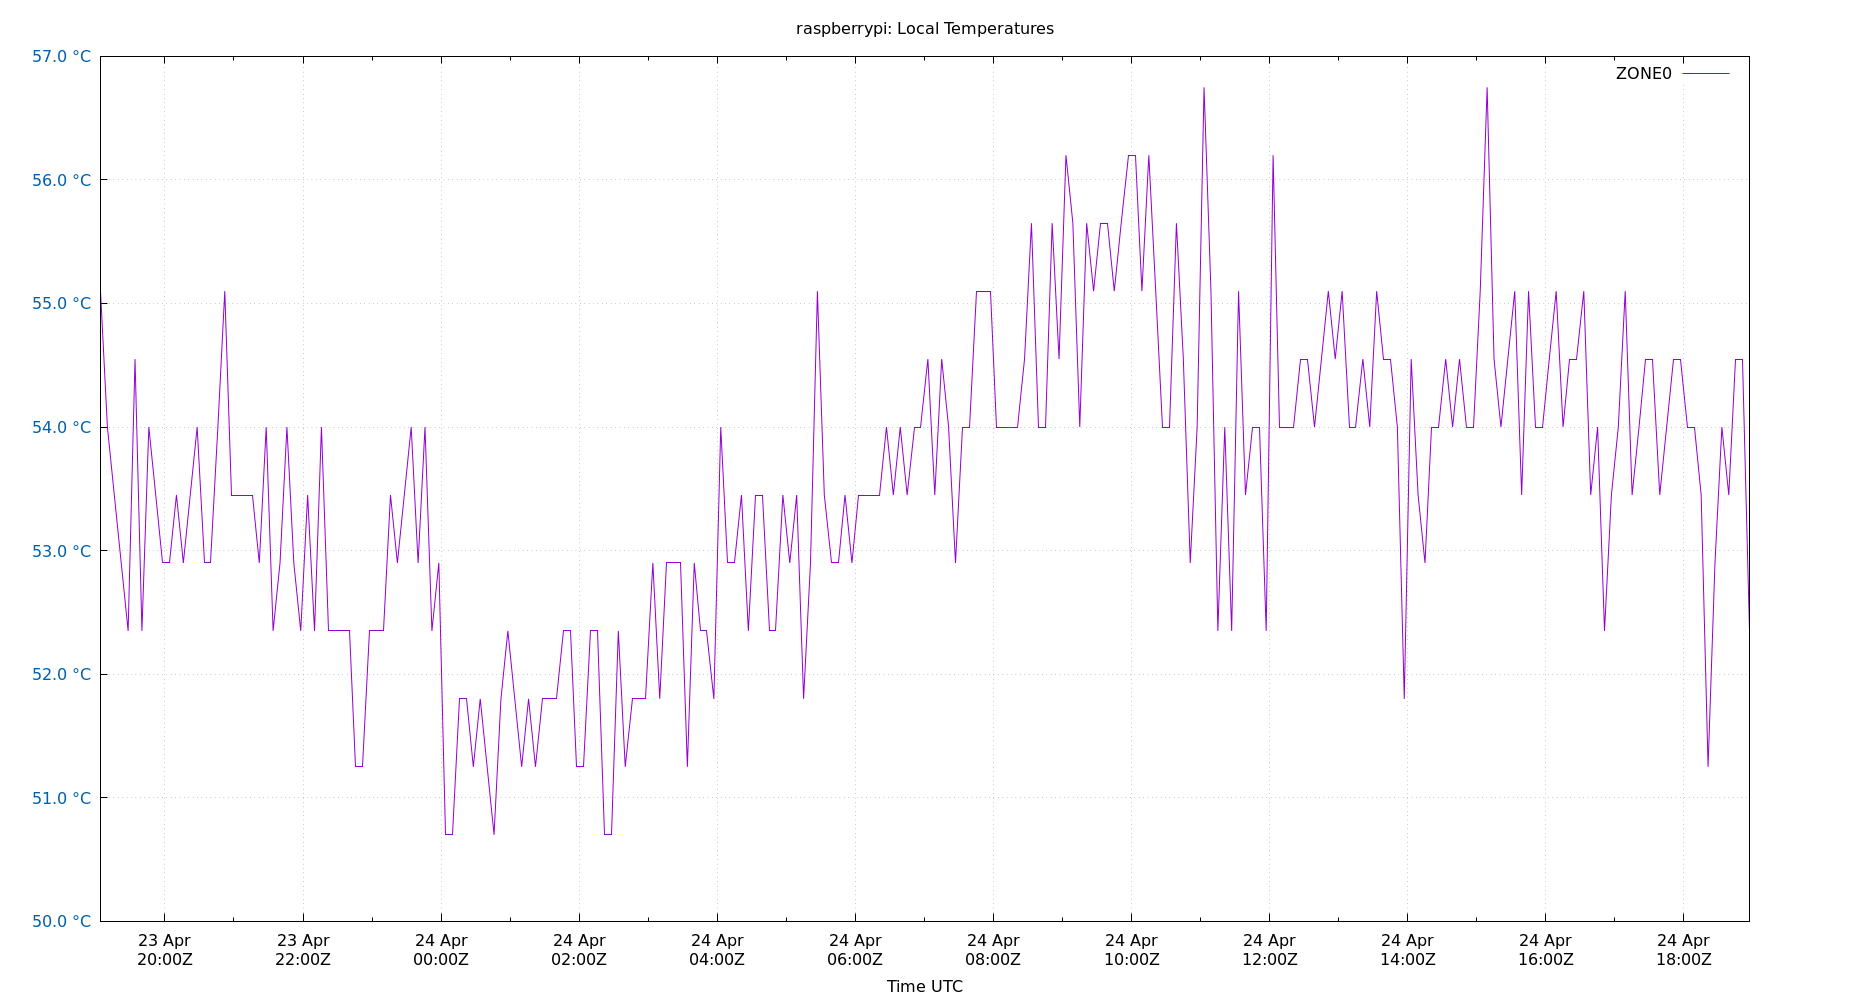 raspberrypi: Local Temperatures
ZONE0
57.0 °C
56.0 °C
55.0 °C
54.0 °C
53.0 °C
52.0 °C
51.0 °C
50.0 °C
23 Apr 23 Apr 24 Apr 24 Apr 24 Apr 24 Apr 24 Apr 24 Apr 24 Apr 24 Apr 24 Apr 24 Apr
20:00Z 22:00Z 00:00Z 02:00Z 04:00Z 06:00Z 08:00Z 10:00Z 12:00Z 14:00Z 16:00Z 18:00Z
Time UTC